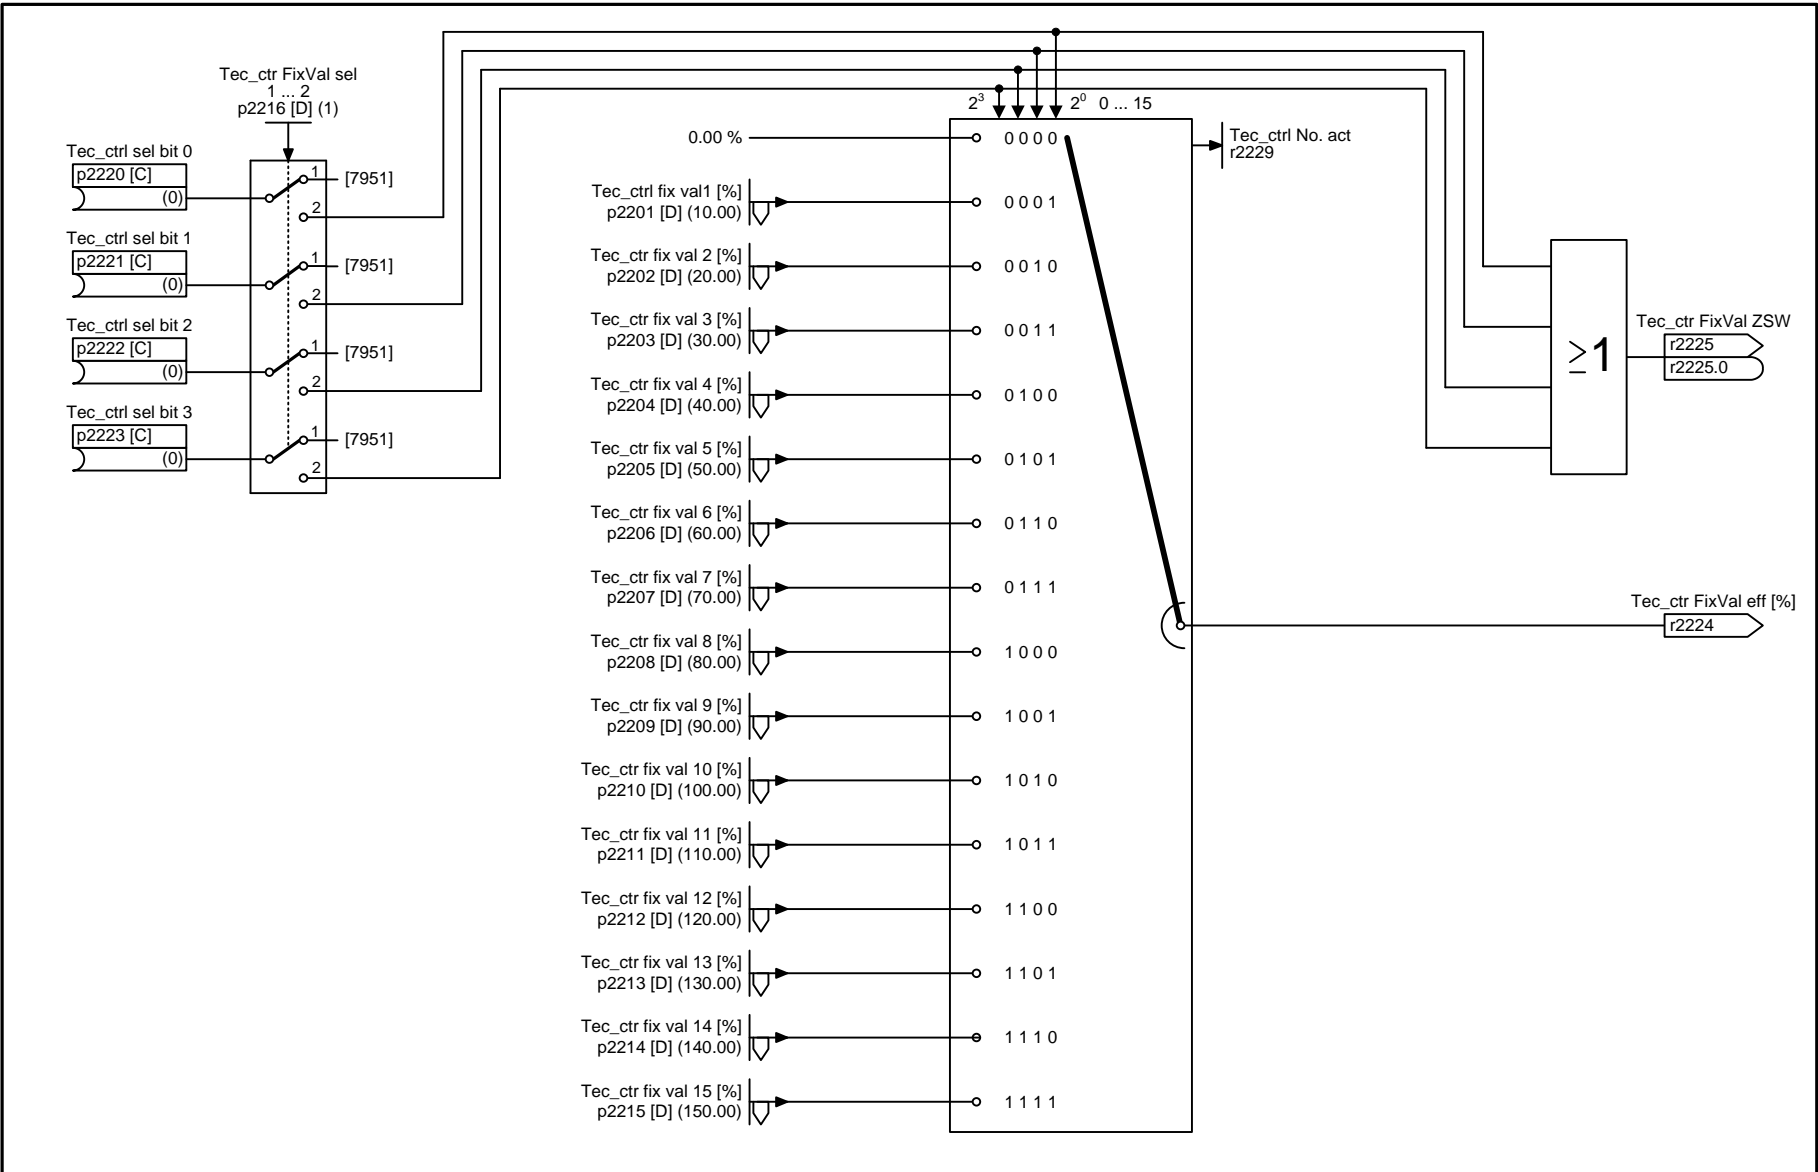 Tec_ctr FixVal sel
1 ... 2
p2216 [D] (1)
Tec_ctrl sel bit 0
p2220 [C]
(0)
1
[7951]
2
Tec_ctrl sel bit 1
p2221 [C]
(0)
1
[7951]
2
Tec_ctrl sel bit 2
p2222 [C]
(0)
1
[7951]
2
Tec_ctrl sel bit 3
p2223 [C]
(0)
1
[7951]
2
2³ 2⁰ 0 ... 15
0.00 %
0 0 0 0
Tec_ctrl fix val1 [%]
p2201 [D] (10.00)
0 0 0 1
Tec_ctr fix val 2 [%]
p2202 [D] (20.00)
0 0 1 0
Tec_ctr fix val 3 [%]
p2203 [D] (30.00)
0 0 1 1
Tec_ctr fix val 4 [%]
p2204 [D] (40.00)
0 1 0 0
Tec_ctr fix val 5 [%]
p2205 [D] (50.00)
0 1 0 1
Tec_ctr fix val 6 [%]
p2206 [D] (60.00)
0 1 1 0
Tec_ctr fix val 7 [%]
p2207 [D] (70.00)
0 1 1 1
Tec_ctr fix val 8 [%]
p2208 [D] (80.00)
1 0 0 0
Tec_ctr fix val 9 [%]
p2209 [D] (90.00)
1 0 0 1
Tec_ctr fix val 10 [%]
p2210 [D] (100.00)
1 0 1 0
Tec_ctr fix val 11 [%]
p2211 [D] (110.00)
1 0 1 1
Tec_ctr fix val 12 [%]
p2212 [D] (120.00)
1 1 0 0
Tec_ctr fix val 13 [%]
p2213 [D] (130.00)
1 1 0 1
Tec_ctr fix val 14 [%]
p2214 [D] (140.00)
1 1 1 0
Tec_ctr fix val 15 [%]
p2215 [D] (150.00)
1 1 1 1
Tec_ctrl No. act
r2229
≥1
Tec_ctr FixVal ZSW
r2225
r2225.0
Tec_ctr FixVal eff [%]
r2224